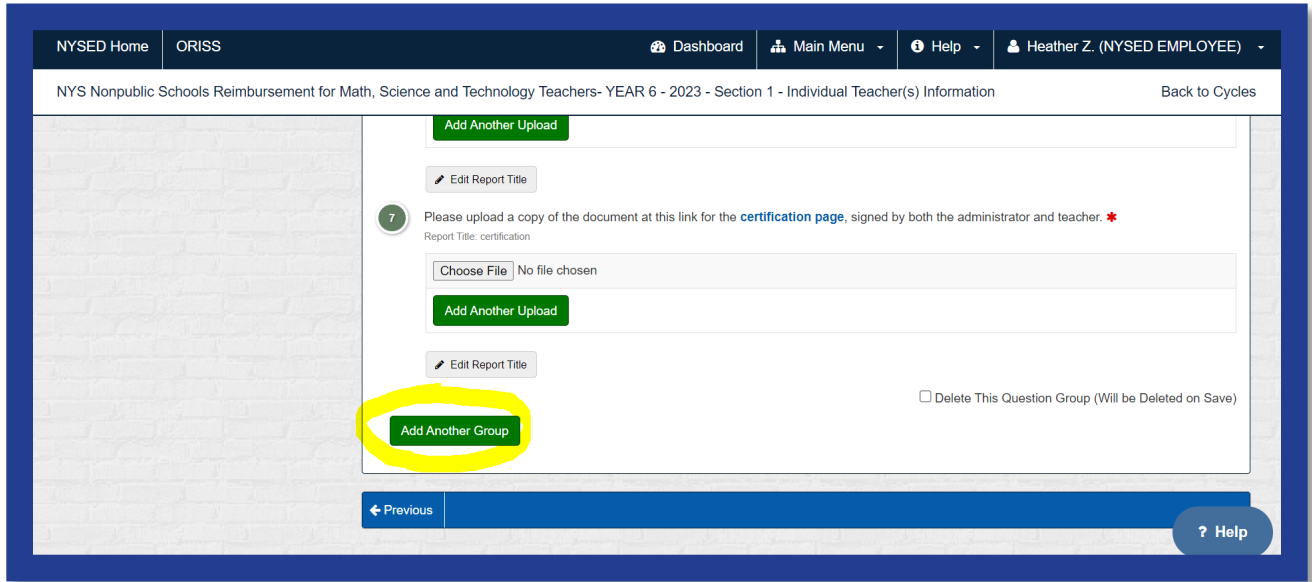 NYSED Home ORISS Dashboard Main Menu Help Heather Z. (NYSED EMPLOYEE)
NYS Nonpublic Schools Reimbursement for Math, Science and Technology Teachers- YEAR 6 - 2023 - Section 1 - Individual Teacher(s) Information Back to Cycles
Add Another Upload
Edit Report Title
7 Please upload a copy of the document at this link for the certification page, signed by both the administrator and teacher. ✱
Report Title: certification
Choose File No file chosen
Add Another Upload
Edit Report Title
Delete This Question Group (Will be Deleted on Save)
Add Another Group
Previous
? Help